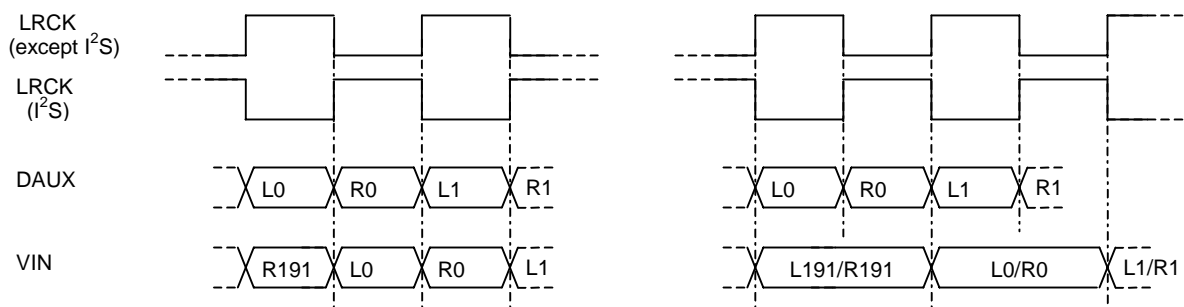 LRCK
(except I²S)
LRCK
(I²S)
DAUX
L0 R0 L1 R1
L0 R0 L1 R1
VIN
R191 L0 R0 L1
L191/R191 L0/R0 L1/R1